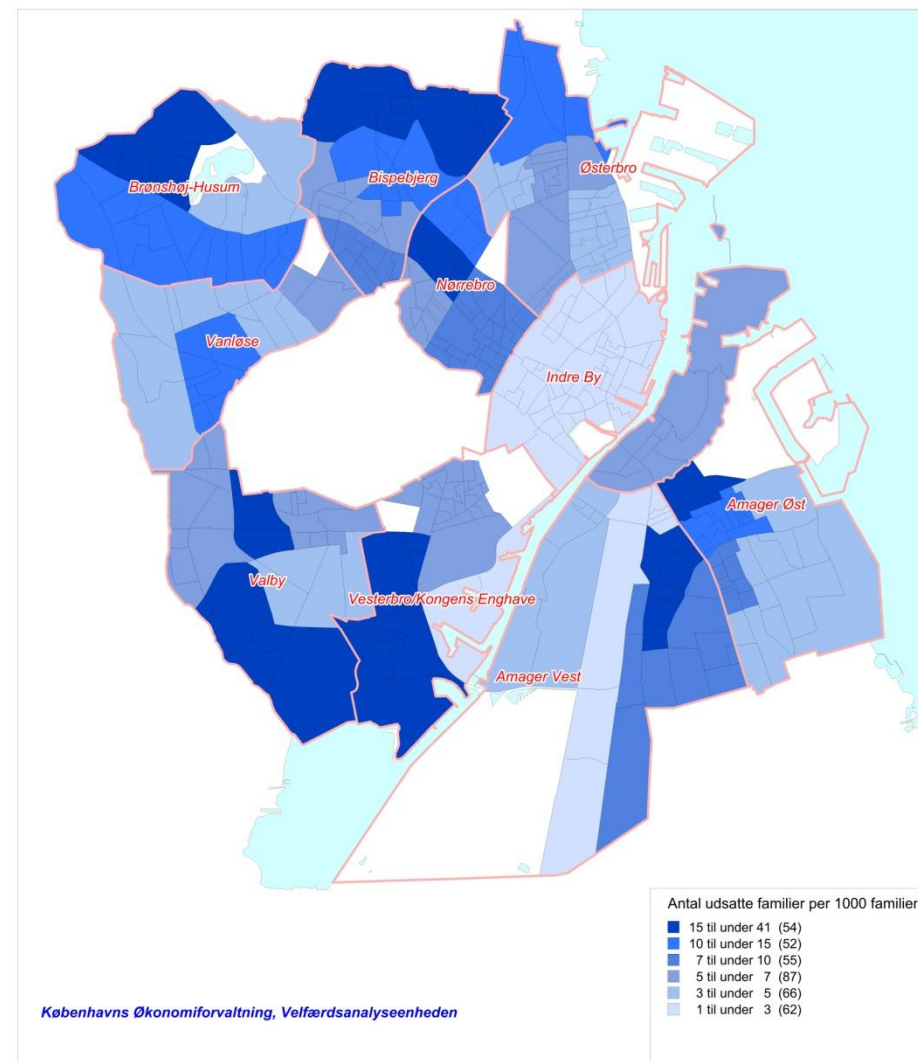 Østerbro
Bispebjerg
Brønshøj-Husum
Nørrebro
Vanløse
Indre By
Amager Øst
Valby
Vesterbro/Kongens Enghave
Amager Vest
Antal udsatte familier per 1000 familier
15 til under 41 (54)
10 til under 15 (52)
7 til under 10 (55)
5 til under 7 (87)
3 til under 5 (66)
1 til under 3 (62)
Københavns Økonomiforvaltning, Velfærdsanalyseenheden